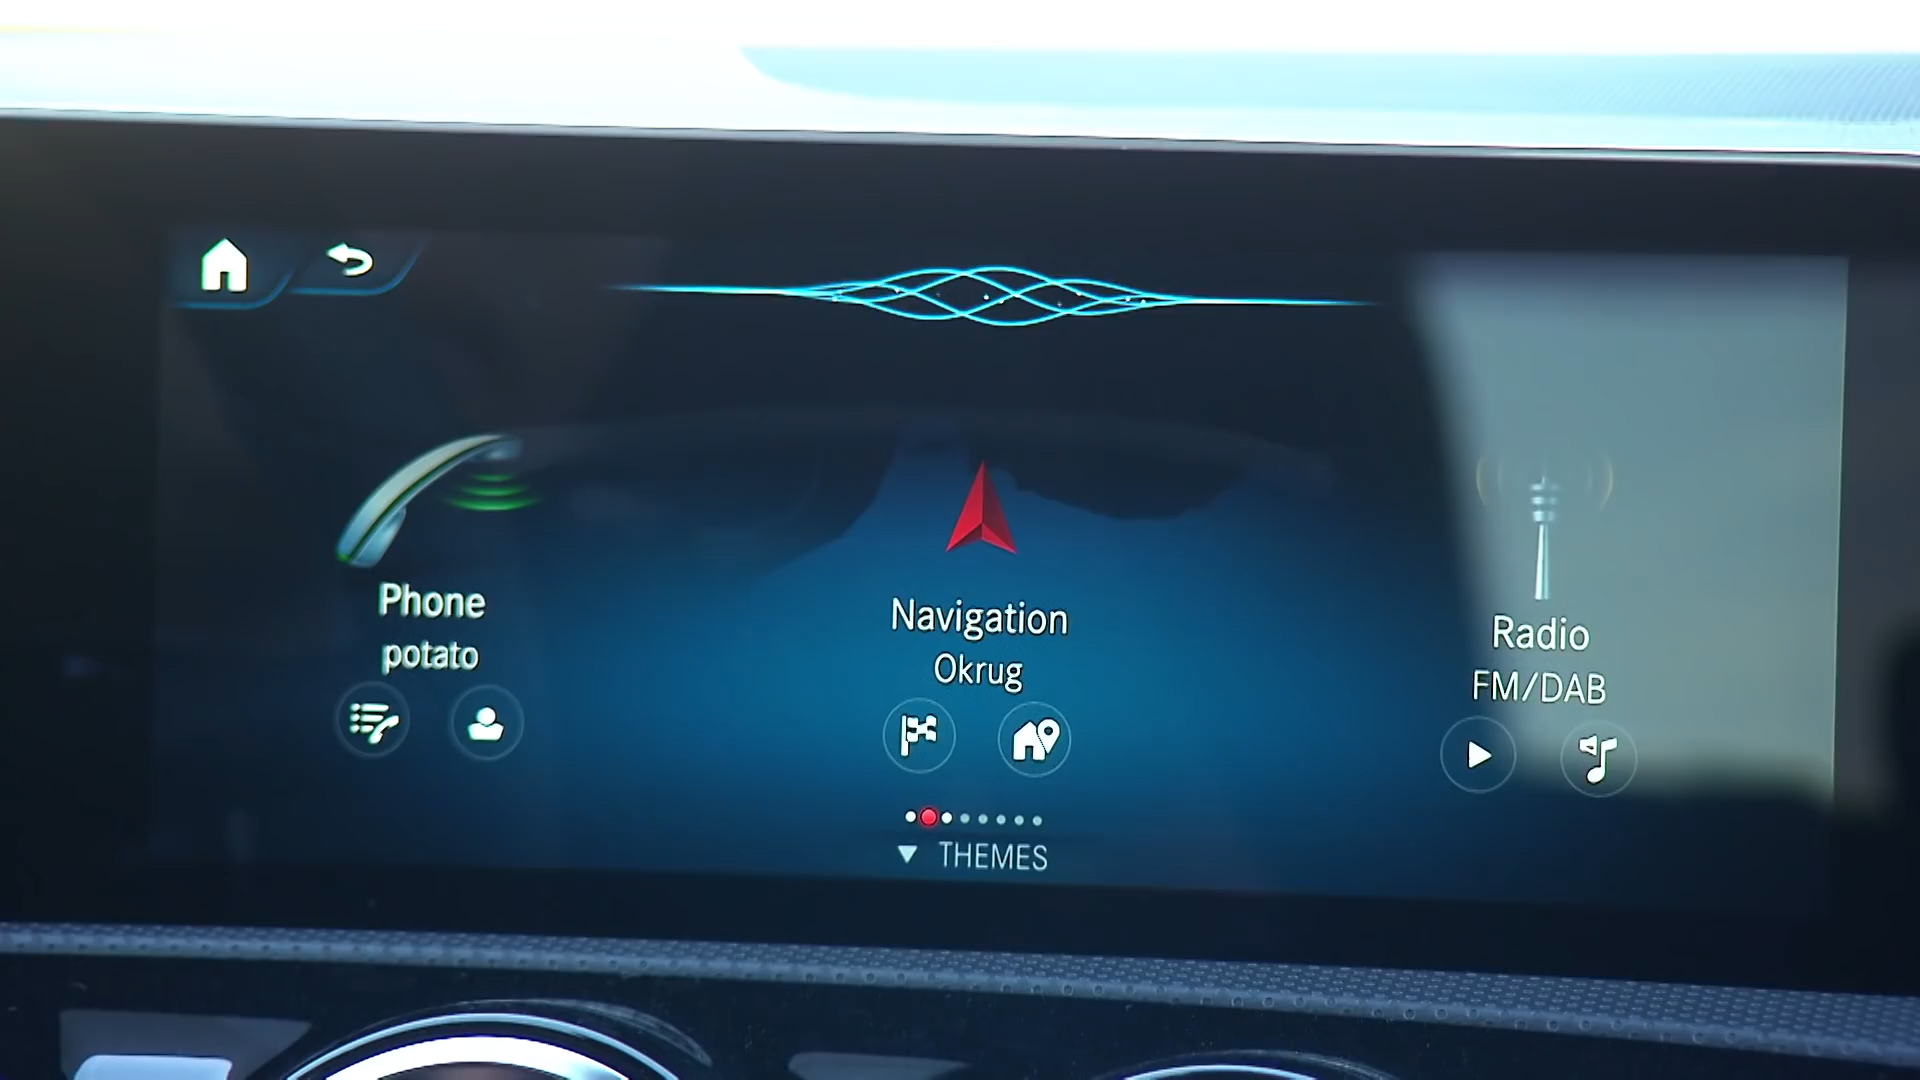 Phone
potato
Navigation
Okrug
Radio
FM/DAB
THEMES